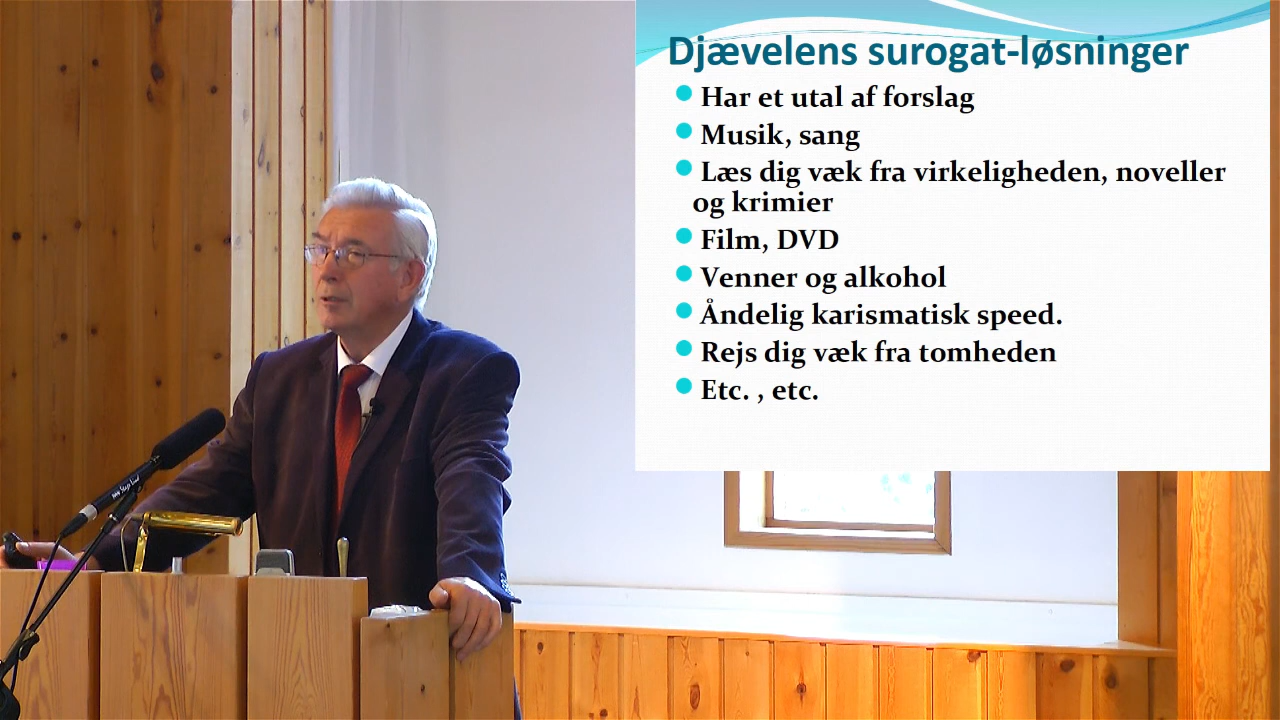 Djævelens surogat-løsninger
Har et utal af forslag
Musik, sang
Læs dig væk fra virkeligheden, noveller
og krimier
Film, DVD
Venner og alkohol
Åndelig karismatisk speed.
Rejs dig væk fra tomheden
Etc. , etc.